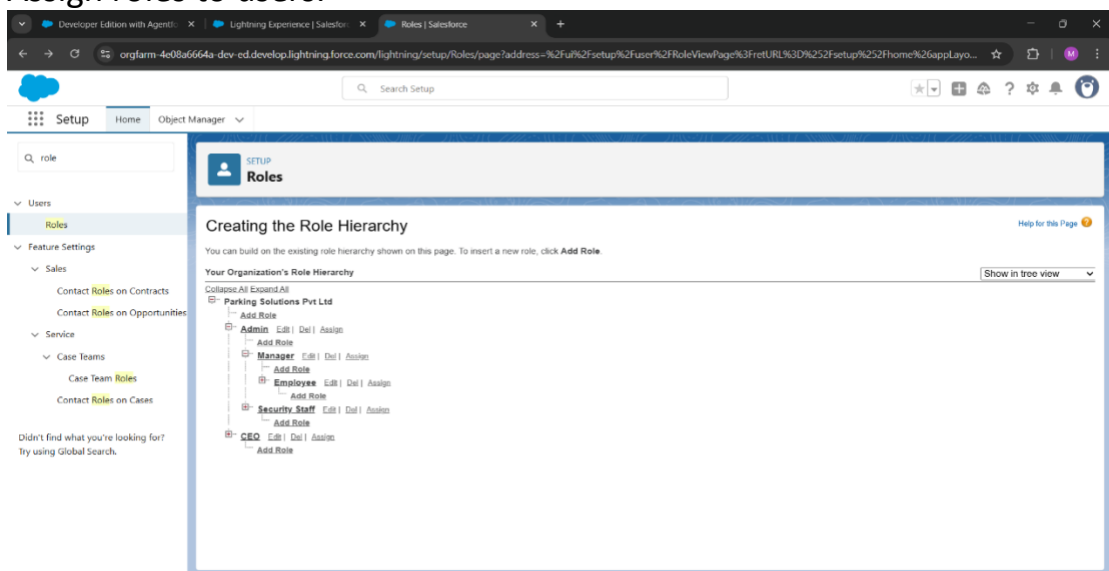 Assign roles to users.
Developer Edition with Agentfo
Lightning Experience | Salesfor
Roles | Salesforce
orgfarm-4e08a6664a-dev-ed.develop.lightning.force.com/lightning/setup/Roles/page?address=%2Fui%2Fsetup%2Fuser%2FRoleViewPage%3FretURL%3D%252Fsetup%252Fhome%26appLayo...
M
Search Setup
Setup Home Object Manager
role
SETUP
Roles
Users
Roles
Feature Settings
Sales
Contact Roles on Contracts
Contact Roles on Opportunities
Service
Case Teams
Case Team Roles
Contact Roles on Cases
Didn't find what you're looking for?
Try using Global Search.
Creating the Role Hierarchy
Help for this Page
You can build on the existing role hierarchy shown on this page. To insert a new role, click Add Role.
Your Organization's Role Hierarchy
Show in tree view
Collapse All Expand All
Parking Solutions Pvt Ltd
Add Role
Admin Edit | Del | Assign
Add Role
Manager Edit | Del | Assign
Add Role
Employee Edit | Del | Assign
Add Role
Security Staff Edit | Del | Assign
Add Role
CEO Edit | Del | Assign
Add Role